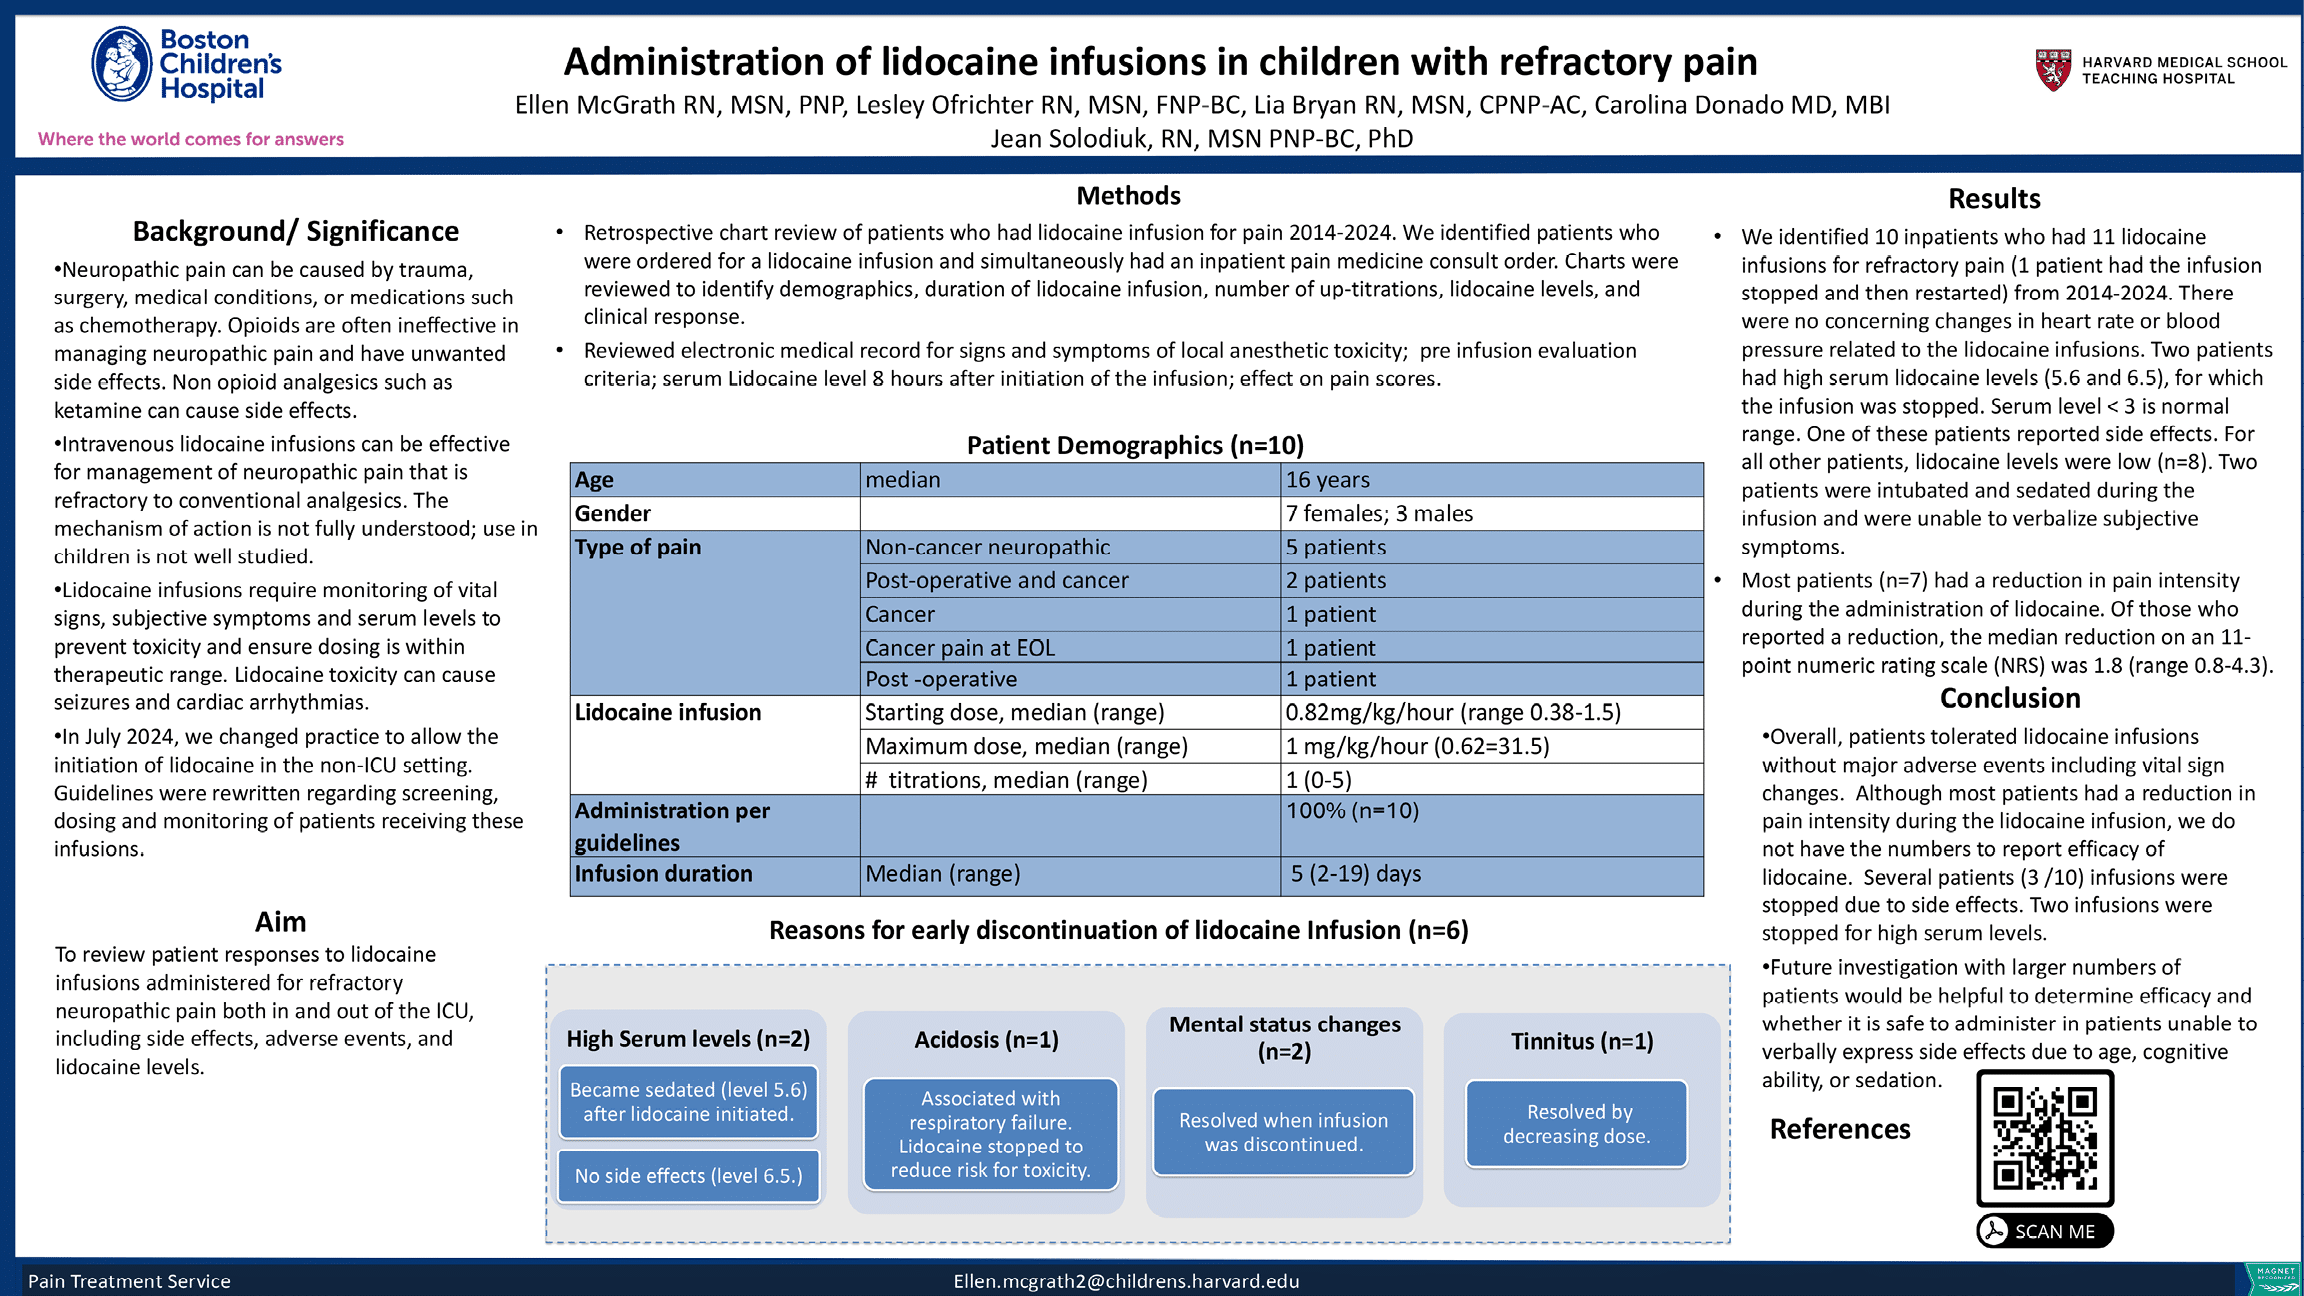 Boston
Children's
Hospital
Where the world comes for answers
Administration of lidocaine infusions in children with refractory pain
Ellen McGrath RN, MSN, PNP, Lesley Ofrichter RN, MSN, FNP-BC, Lia Bryan RN, MSN, CPNP-AC, Carolina Donado MD, MBI
Jean Solodiuk, RN, MSN PNP-BC, PhD
HARVARD MEDICAL SCHOOL
TEACHING HOSPITAL
Background/ Significance
•Neuropathic pain can be caused by trauma,
surgery, medical conditions, or medications such
as chemotherapy. Opioids are often ineffective in
managing neuropathic pain and have unwanted
side effects. Non opioid analgesics such as
ketamine can cause side effects.
•Intravenous lidocaine infusions can be effective
for management of neuropathic pain that is
refractory to conventional analgesics. The
mechanism of action is not fully understood; use in
children is not well studied.
•Lidocaine infusions require monitoring of vital
signs, subjective symptoms and serum levels to
prevent toxicity and ensure dosing is within
therapeutic range. Lidocaine toxicity can cause
seizures and cardiac arrhythmias.
•In July 2024, we changed practice to allow the
initiation of lidocaine in the non-ICU setting.
Guidelines were rewritten regarding screening,
dosing and monitoring of patients receiving these
infusions.
Aim
To review patient responses to lidocaine
infusions administered for refractory
neuropathic pain both in and out of the ICU,
including side effects, adverse events, and
lidocaine levels.
Methods
• Retrospective chart review of patients who had lidocaine infusion for pain 2014-2024. We identified patients who
were ordered for a lidocaine infusion and simultaneously had an inpatient pain medicine consult order. Charts were
reviewed to identify demographics, duration of lidocaine infusion, number of up-titrations, lidocaine levels, and
clinical response.
• Reviewed electronic medical record for signs and symptoms of local anesthetic toxicity; pre infusion evaluation
criteria; serum Lidocaine level 8 hours after initiation of the infusion; effect on pain scores.
Patient Demographics (n=10)
Age median 16 years
Gender 7 females; 3 males
Type of pain Non-cancer neuropathic 5 patients
Post-operative and cancer 2 patients
Cancer 1 patient
Cancer pain at EOL 1 patient
Post -operative 1 patient
Lidocaine infusion Starting dose, median (range) 0.82mg/kg/hour (range 0.38-1.5)
Maximum dose, median (range) 1 mg/kg/hour (0.62=31.5)
# titrations, median (range) 1 (0-5)
Administration per 100% (n=10)
guidelines
Infusion duration Median (range) 5 (2-19) days
Reasons for early discontinuation of lidocaine Infusion (n=6)
High Serum levels (n=2)
Became sedated (level 5.6)
after lidocaine initiated.
No side effects (level 6.5.)
Acidosis (n=1)
Associated with
respiratory failure.
Lidocaine stopped to
reduce risk for toxicity.
Mental status changes
(n=2)
Resolved when infusion
was discontinued.
Tinnitus (n=1)
Resolved by
decreasing dose.
Results
• We identified 10 inpatients who had 11 lidocaine
infusions for refractory pain (1 patient had the infusion
stopped and then restarted) from 2014-2024. There
were no concerning changes in heart rate or blood
pressure related to the lidocaine infusions. Two patients
had high serum lidocaine levels (5.6 and 6.5), for which
the infusion was stopped. Serum level < 3 is normal
range. One of these patients reported side effects. For
all other patients, lidocaine levels were low (n=8). Two
patients were intubated and sedated during the
infusion and were unable to verbalize subjective
symptoms.
• Most patients (n=7) had a reduction in pain intensity
during the administration of lidocaine. Of those who
reported a reduction, the median reduction on an 11-
point numeric rating scale (NRS) was 1.8 (range 0.8-4.3).
Conclusion
•Overall, patients tolerated lidocaine infusions
without major adverse events including vital sign
changes. Although most patients had a reduction in
pain intensity during the lidocaine infusion, we do
not have the numbers to report efficacy of
lidocaine. Several patients (3 /10) infusions were
stopped due to side effects. Two infusions were
stopped for high serum levels.
•Future investigation with larger numbers of
patients would be helpful to determine efficacy and
whether it is safe to administer in patients unable to
verbally express side effects due to age, cognitive
ability, or sedation.
References
SCAN ME
Pain Treatment Service
Ellen.mcgrath2@childrens.harvard.edu
MAGNET
RECOGNIZED